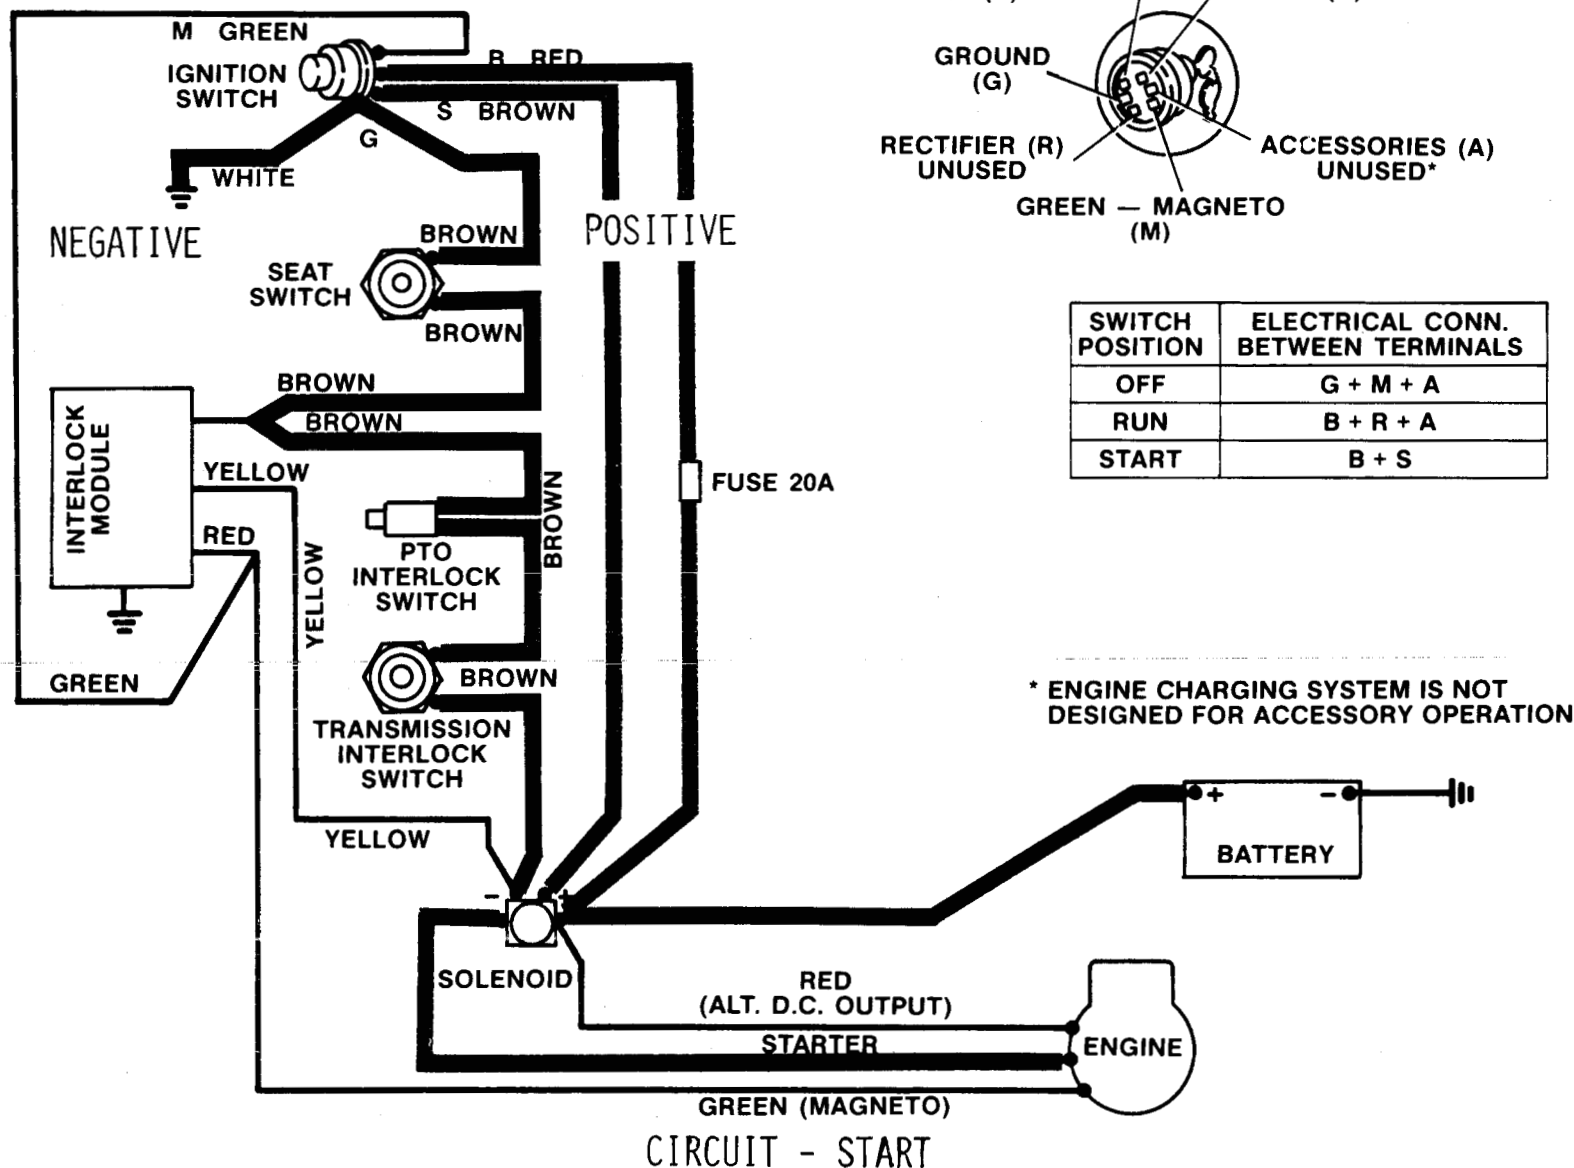 M GREEN
IGNITION
SWITCH
B RED
S BROWN
G
WHITE
NEGATIVE
POSITIVE
BROWN
SEAT
SWITCH
BROWN
BROWN
BROWN
INTERLOCK
MODULE
YELLOW
RED
YELLOW
BROWN
FUSE 20A
PTO
INTERLOCK
SWITCH
GREEN
BROWN
TRANSMISSION
INTERLOCK
SWITCH
YELLOW
- +
SOLENOID
GROUND
(G)
RECTIFIER (R)
UNUSED
ACCESSORIES (A)
UNUSED*
GREEN — MAGNETO
(M)
SWITCH
POSITION
ELECTRICAL CONN.
BETWEEN TERMINALS
OFF G + M + A
RUN B + R + A
START B + S
* ENGINE CHARGING SYSTEM IS NOT
DESIGNED FOR ACCESSORY OPERATION
+ -
BATTERY
RED
(ALT. D.C. OUTPUT)
STARTER
ENGINE
GREEN (MAGNETO)
CIRCUIT - START